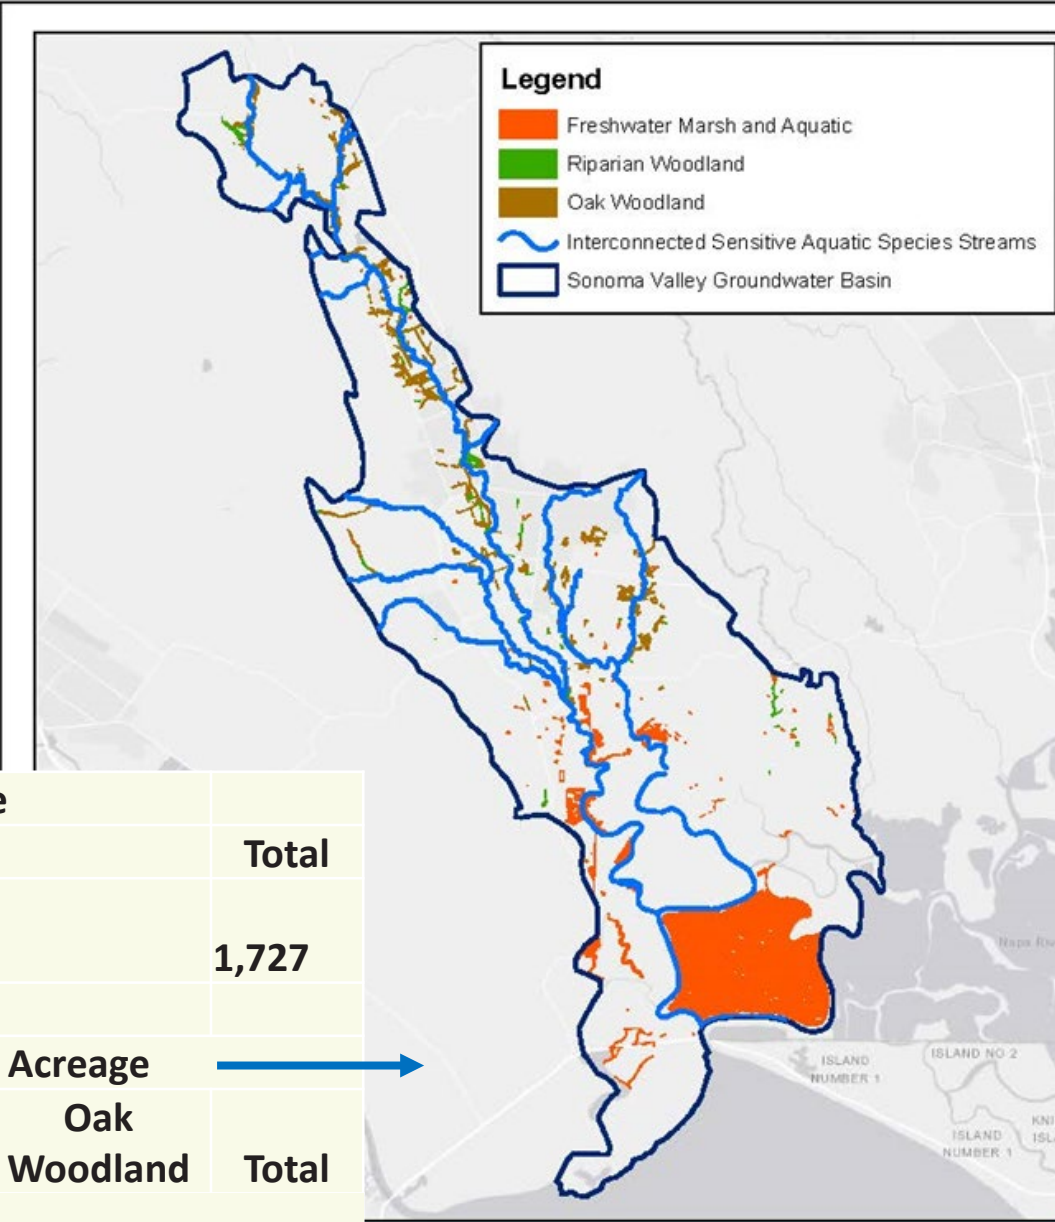 Legend
Freshwater Marsh and Aquatic
Riparian Woodland
Oak Woodland
Interconnected Sensitive Aquatic Species Streams
Sonoma Valley Groundwater Basin
Total
1,727
Acreage
Oak
Woodland Total
Napa
ISLAND
NUMBER 1
ISLAND NO 2
ISLAND
NUMBER 1